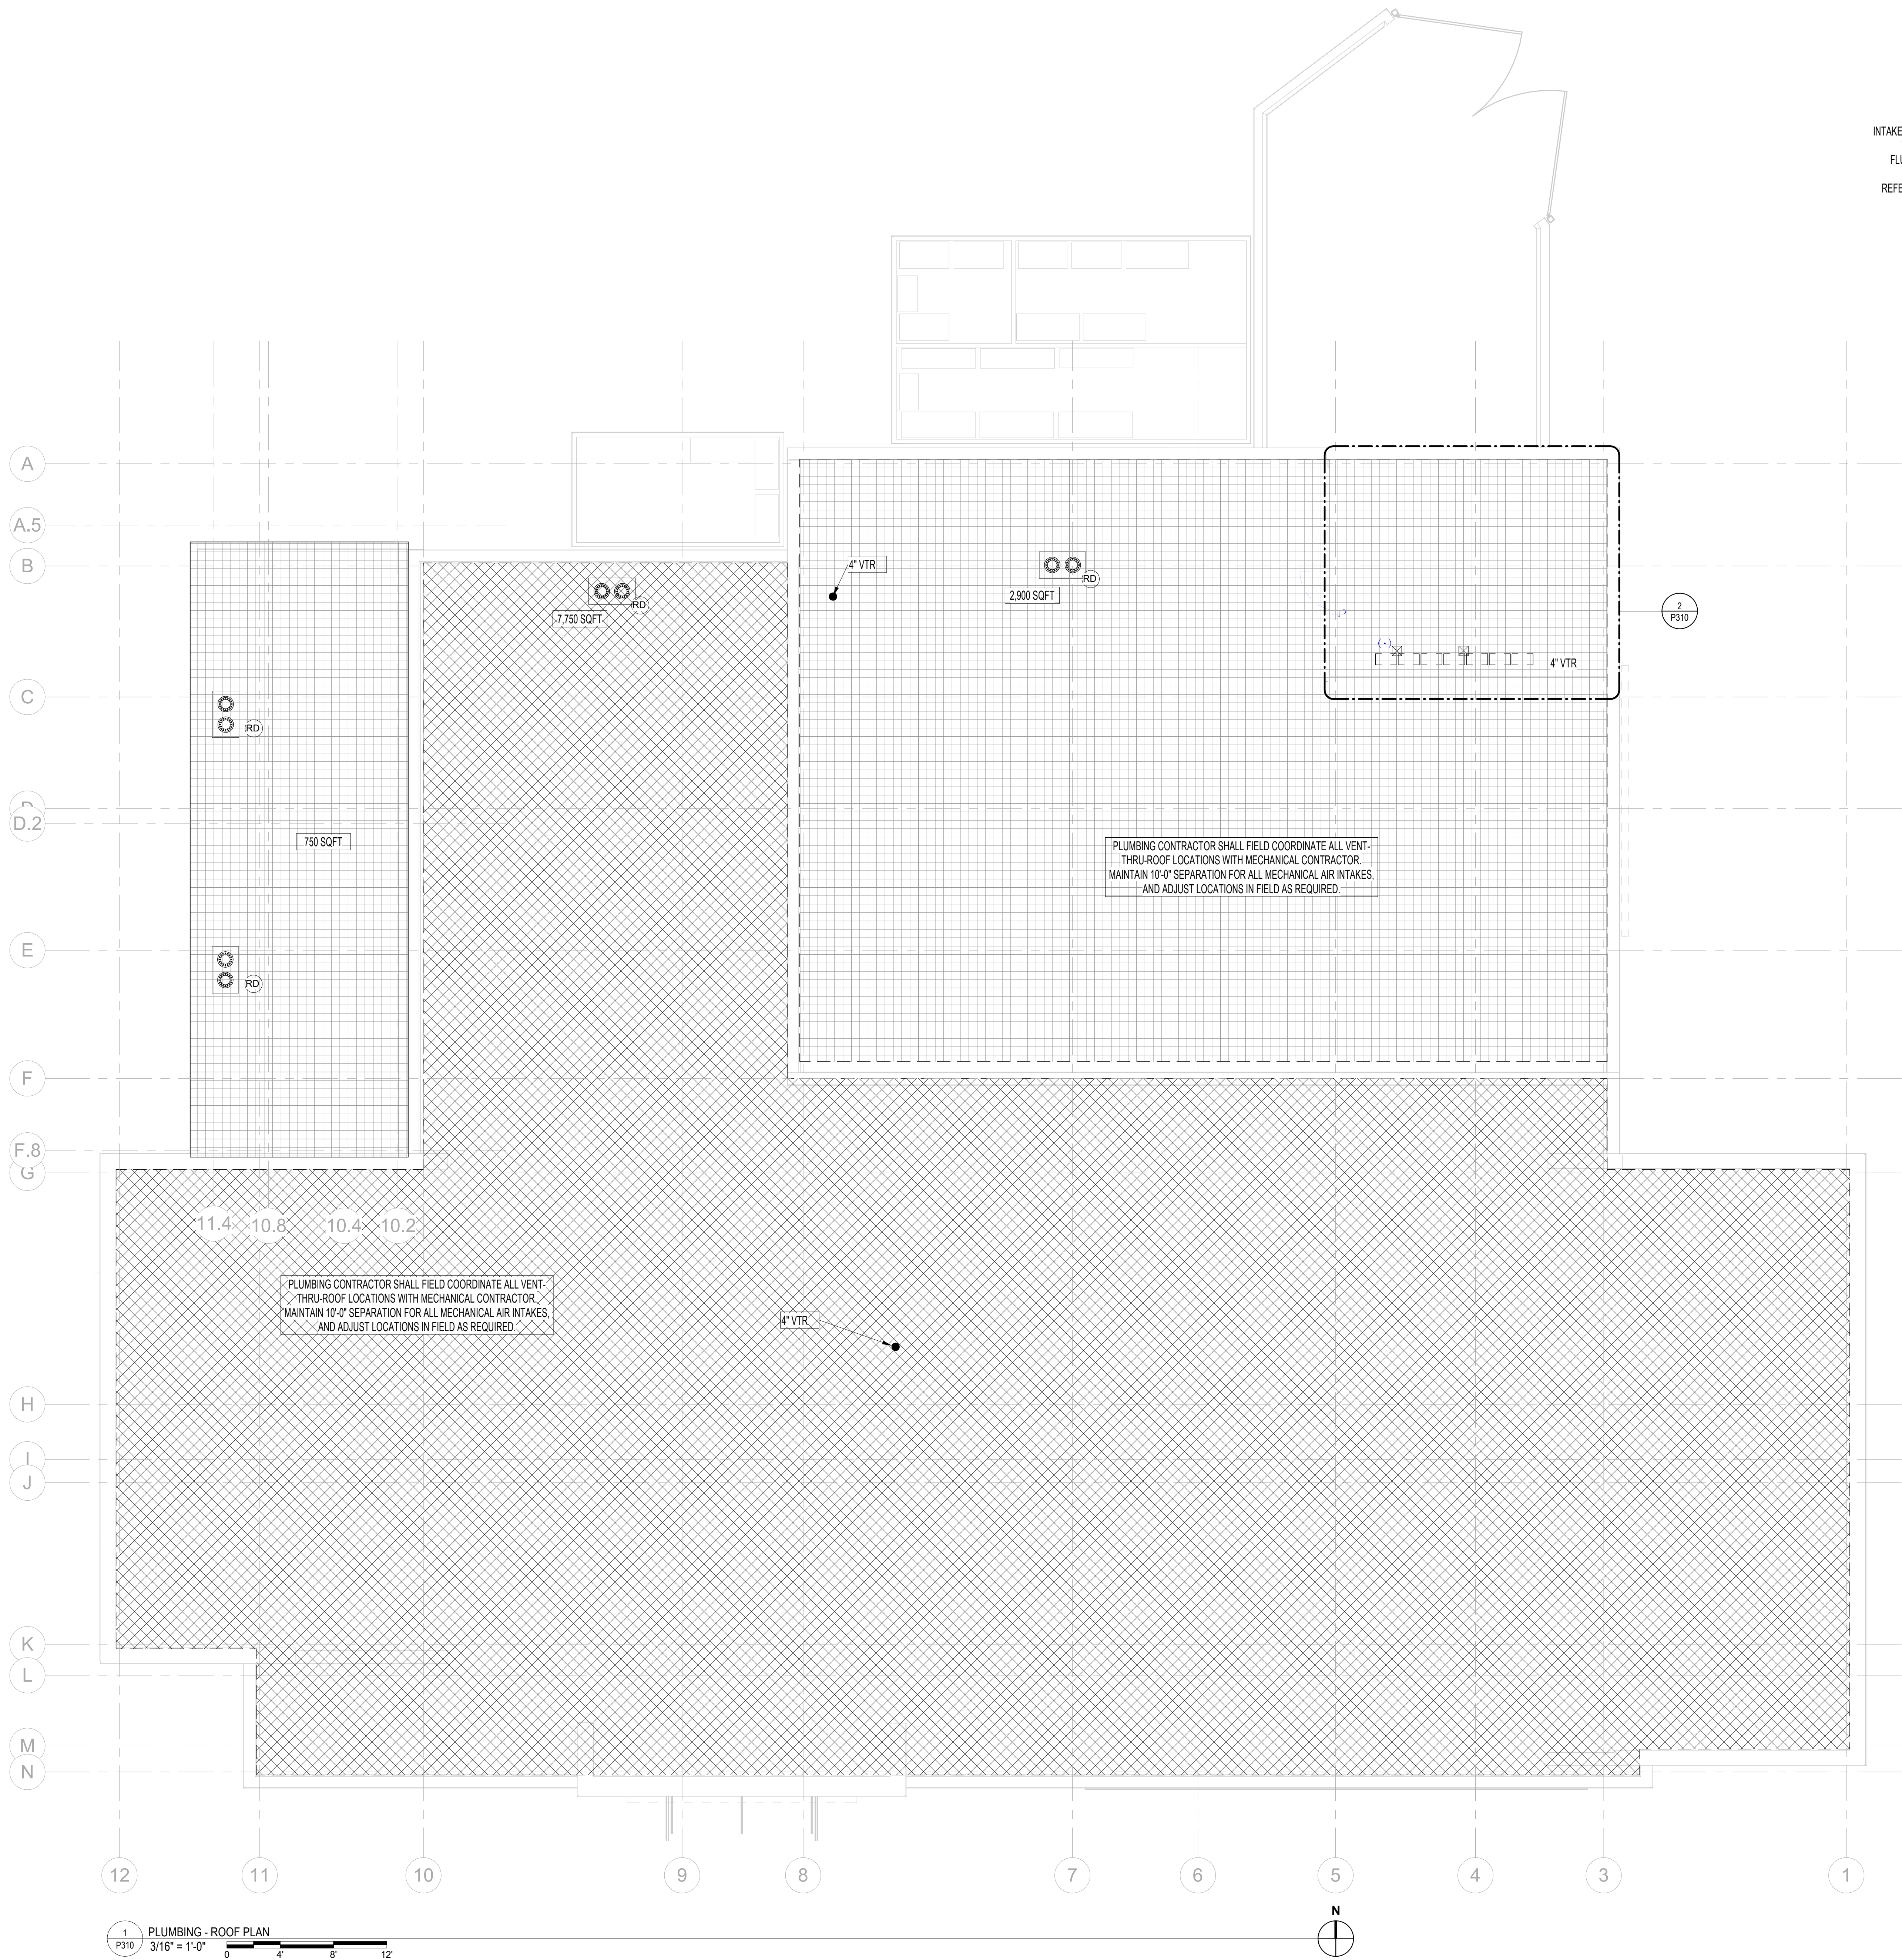 INTAKE
FLU
REFE
A
A.5
B
4" VTR
RD
2,900 SQFT
RD
7,750 SQFT
2
P310
4" VTR
C
RD
D
D.2
750 SQFT
PLUMBING CONTRACTOR SHALL FIELD COORDINATE ALL VENT-
THRU-ROOF LOCATIONS WITH MECHANICAL CONTRACTOR.
MAINTAIN 10'-0" SEPARATION FOR ALL MECHANICAL AIR INTAKES,
AND ADJUST LOCATIONS IN FIELD AS REQUIRED.
E
RD
F
F.8
G
11.4 10.8 10.4 10.2
PLUMBING CONTRACTOR SHALL FIELD COORDINATE ALL VENT-
THRU-ROOF LOCATIONS WITH MECHANICAL CONTRACTOR.
MAINTAIN 10'-0" SEPARATION FOR ALL MECHANICAL AIR INTAKES,
AND ADJUST LOCATIONS IN FIELD AS REQUIRED.
4" VTR
H
I
J
K
L
M
N
12 11 10 9 8 7 6 5 4 3 1
N
1
P310
PLUMBING - ROOF PLAN
3/16" = 1'-0"
0 4' 8' 12'